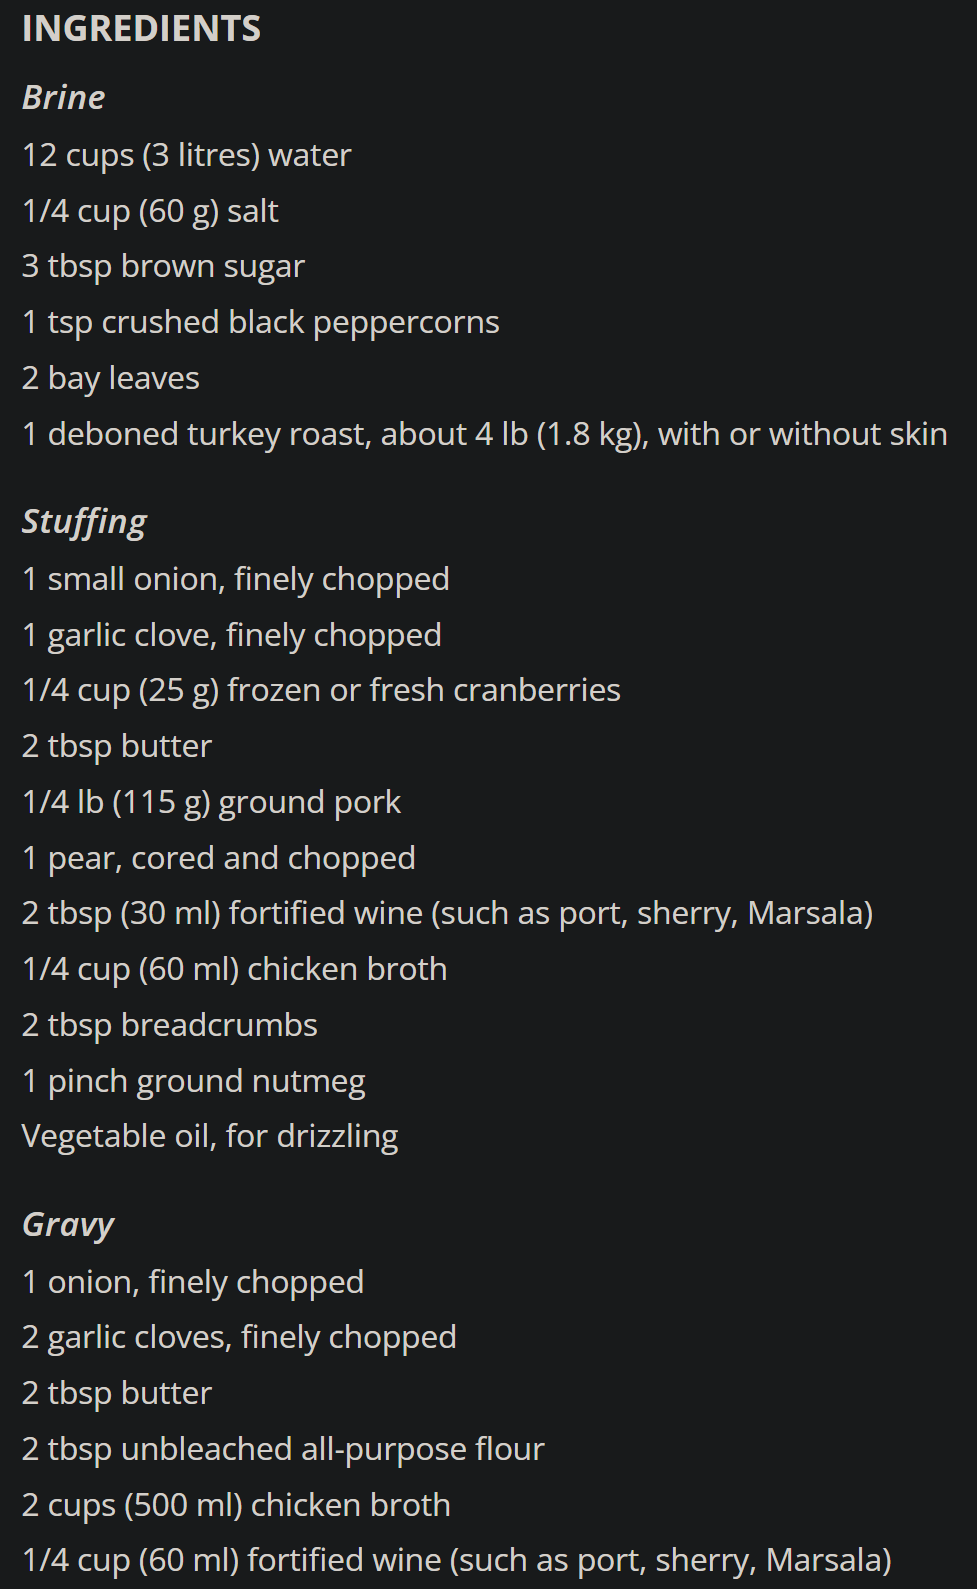 INGREDIENTS
Brine
12 cups (3 litres) water
1/4 cup (60 g) salt
3 tbsp brown sugar
1 tsp crushed black peppercorns
2 bay leaves
1 deboned turkey roast, about 4 lb (1.8 kg), with or without skin
Stuffing
1 small onion, finely chopped
1 garlic clove, finely chopped
1/4 cup (25 g) frozen or fresh cranberries
2 tbsp butter
1/4 lb (115 g) ground pork
1 pear, cored and chopped
2 tbsp (30 ml) fortified wine (such as port, sherry, Marsala)
1/4 cup (60 ml) chicken broth
2 tbsp breadcrumbs
1 pinch ground nutmeg
Vegetable oil, for drizzling
Gravy
1 onion, finely chopped
2 garlic cloves, finely chopped
2 tbsp butter
2 tbsp unbleached all-purpose flour
2 cups (500 ml) chicken broth
1/4 cup (60 ml) fortified wine (such as port, sherry, Marsala)